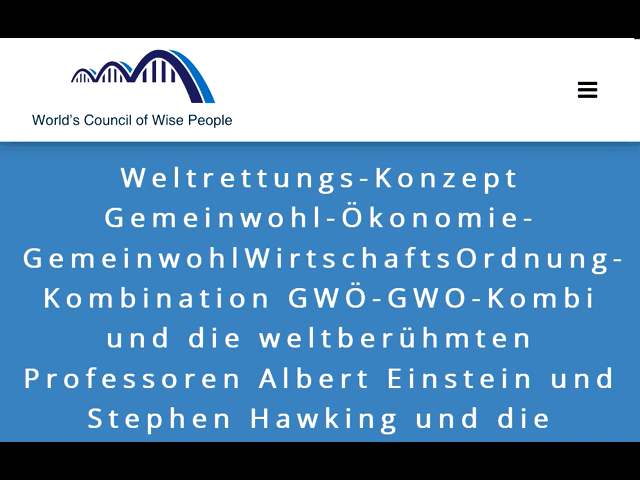 World's Council of Wise People
Weltrettungs-Konzept
Gemeinwohl-Ökonomie-
GemeinwohlWirtschaftsOrdnung-
Kombination GWÖ-GWO-Kombi
und die weltberühmten
Professoren Albert Einstein und
Stephen Hawking und die